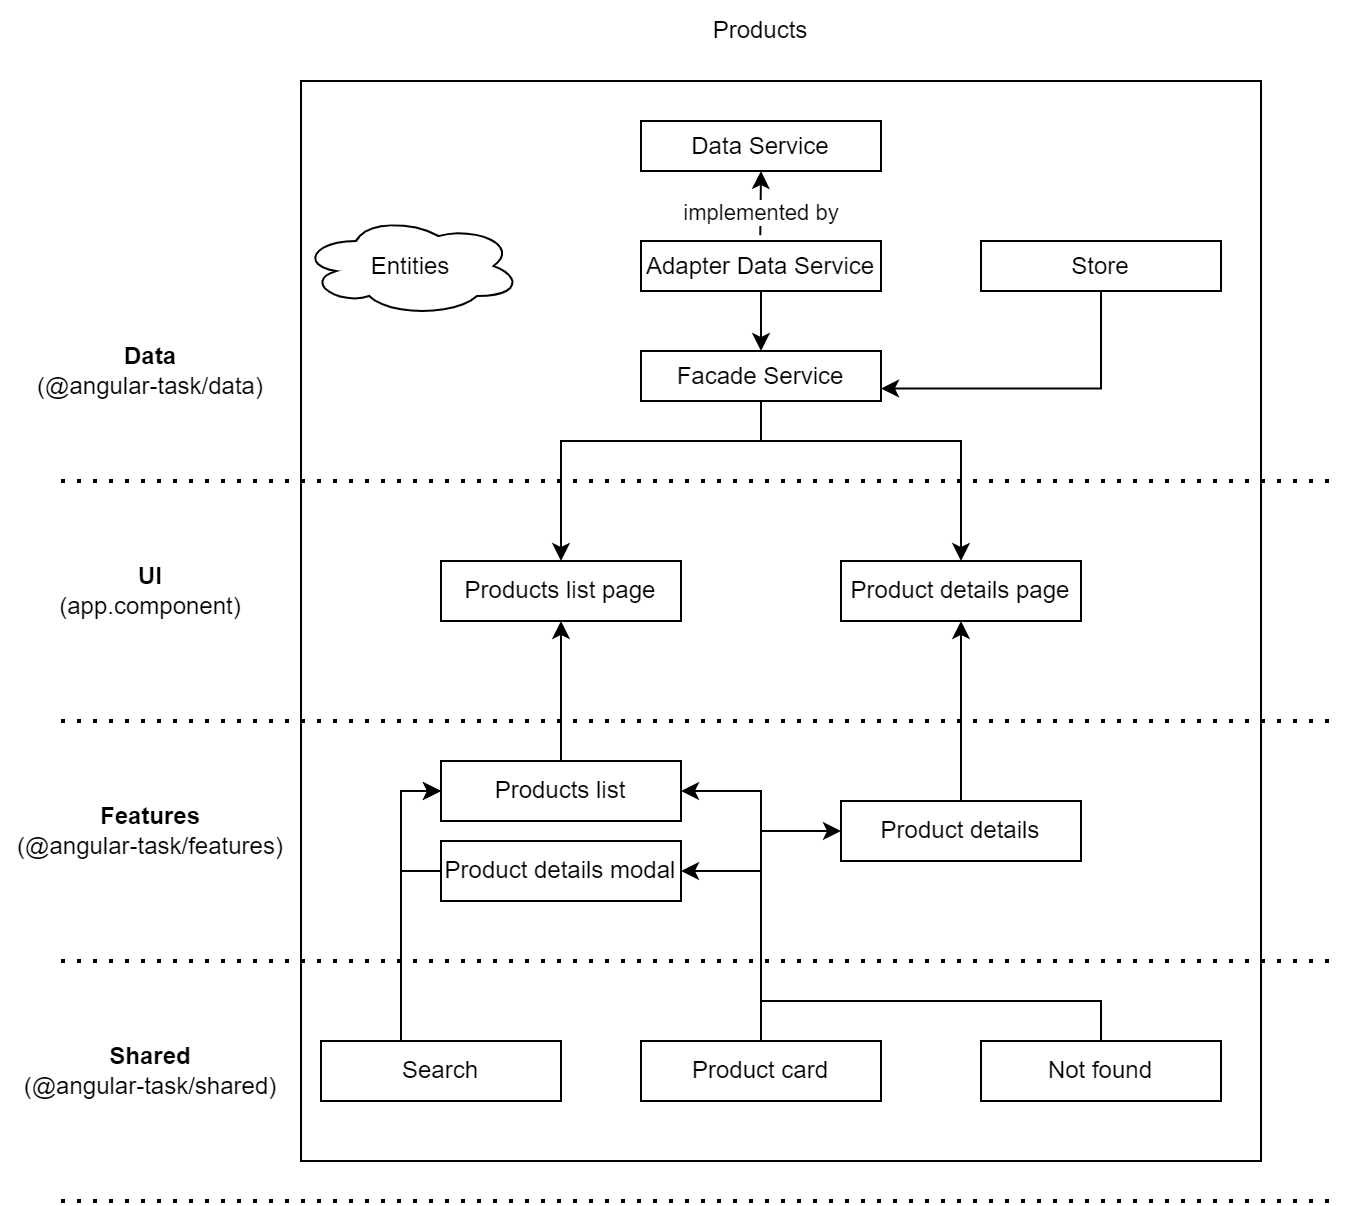 Products
Data Service
implemented by
Entities
Adapter Data Service
Store
Data
(@angular-task/data)
Facade Service
UI
(app.component)
Products list page
Product details page
Features
(@angular-task/features)
Products list
Product details
Product details modal
Shared
(@angular-task/shared)
Search
Product card
Not found